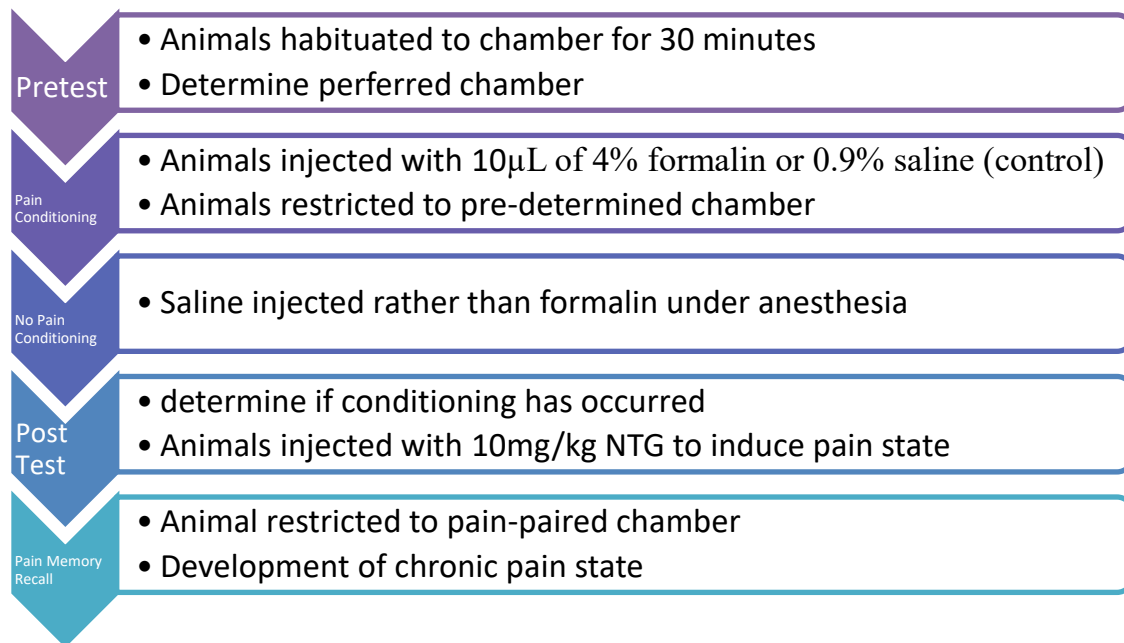 Pretest
• Animals habituated to chamber for 30 minutes
• Determine perferred chamber
Pain
Conditioning
• Animals injected with 10µL of 4% formalin or 0.9% saline (control)
• Animals restricted to pre-determined chamber
No Pain
Conditioning
• Saline injected rather than formalin under anesthesia
Post
Test
• determine if conditioning has occurred
• Animals injected with 10mg/kg NTG to induce pain state
Pain Memory
Recall
• Animal restricted to pain-paired chamber
• Development of chronic pain state